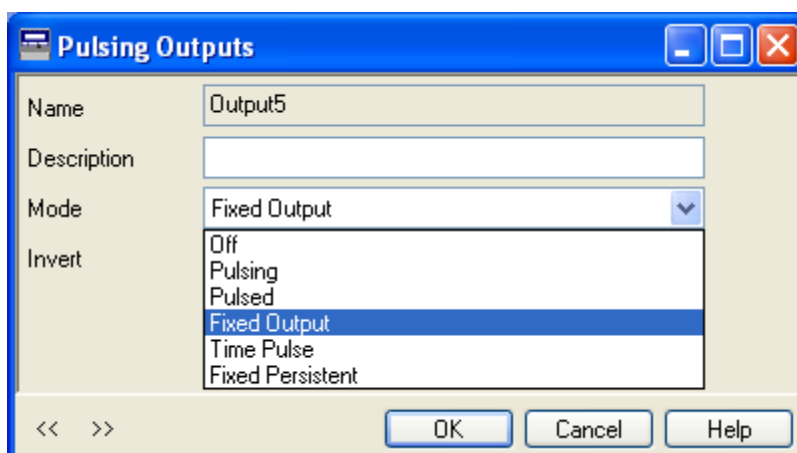 Pulsing Outputs
Name Output5
Description
Mode Fixed Output
Invert
Off
Pulsing
Pulsed
Fixed Output
Time Pulse
Fixed Persistent
<< >> OK Cancel Help